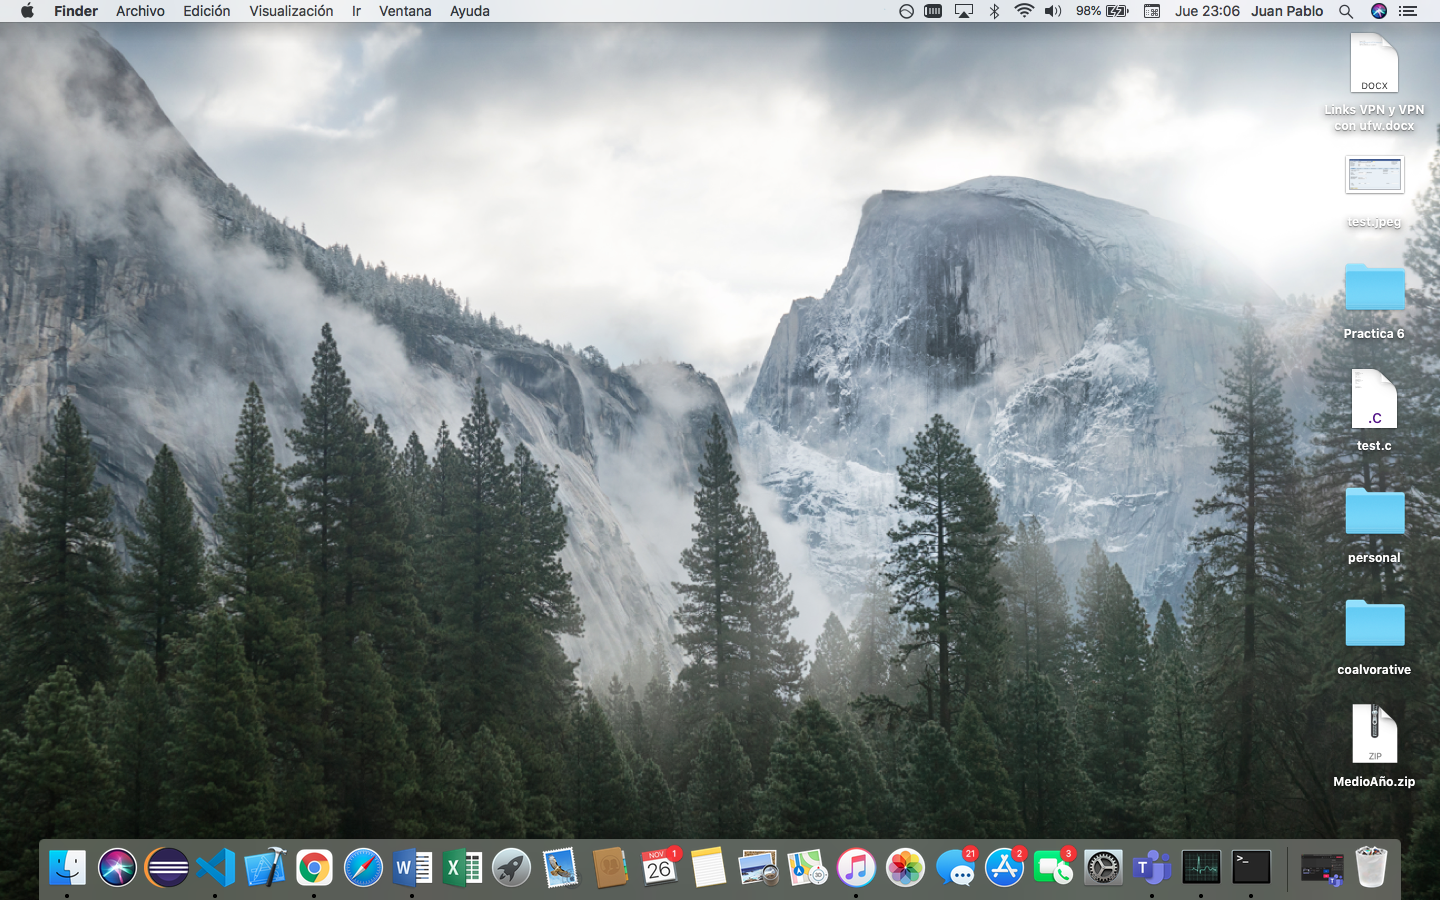 Finder Archivo Edición Visualización Ir Ventana Ayuda 98% Jue 23:06 Juan Pablo
DOCX
Links VPN y VPN
con ufw.docx
test.jpeg
Practica 6
.C
test.c
personal
coalvorative
ZIP
MedioAño.zip
NOV 1
26
21
2
3